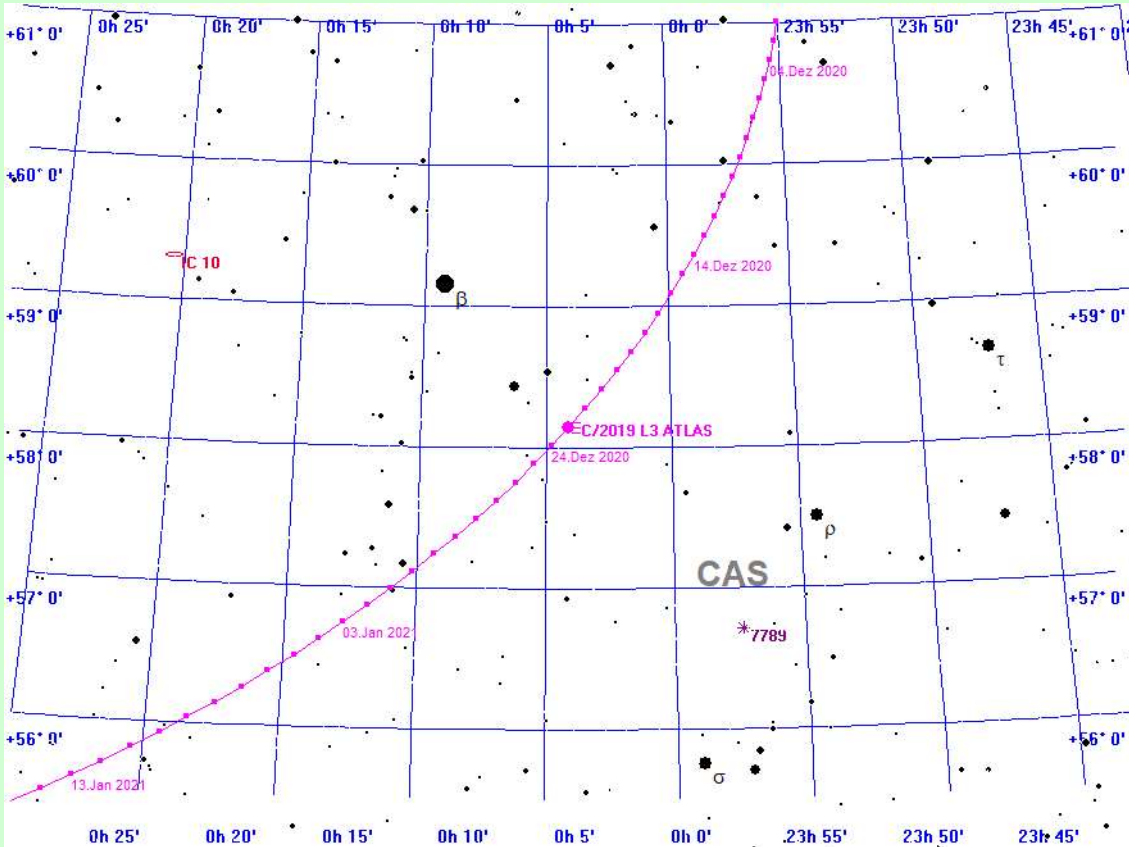 0h 25' 0h 20' 0h 15' 0h 10' 0h 5' 0h 0' 23h 55' 23h 50' 23h 45'
+61° 0' +61° 0'
04.Dez 2020
+60° 0' +60° 0'
IC 10
14.Dez 2020
β
+59° 0' +59° 0'
τ
C/2019 L3 ATLAS
24.Dez 2020
+58° 0' +58° 0'
ρ
CAS
+57° 0' +57° 0'
03.Jan 2021
7789
+56° 0' +56° 0'
σ
13.Jan 2021
0h 25' 0h 20' 0h 15' 0h 10' 0h 5' 0h 0' 23h 55' 23h 50' 23h 45'